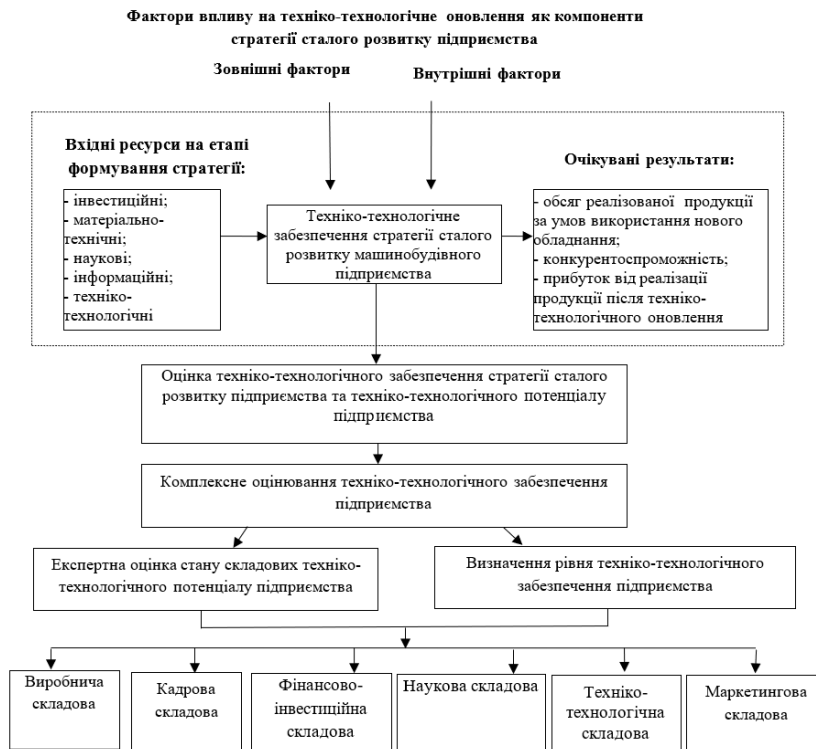 Фактори впливу на техніко-технологічне оновлення як компоненти
стратегії сталого розвитку підприємства
Зовнішні фактори
Внутрішні фактори
Вхідні ресурси на етапі
формування стратегії:
- інвестиційні;
- матеріально-
технічні;
- наукові;
- інформаційні;
- техніко-
технологічні
Техніко-технологічне
забезпечення стратегії сталого
розвитку машинобудівного
підприємства
Очікувані результати:
- обсяг реалізованої продукції
за умов використання нового
обладнання;
- конкурентоспроможність;
- прибуток від реалізації
продукції після техніко-
технологічного оновлення
Оцінка техніко-технологічного забезпечення стратегії сталого
розвитку підприємства та техніко-технологічного потенціалу
підприємства
Комплексне оцінювання техніко-технологічного забезпечення
підприємства
Експертна оцінка стану складових техніко-
технологічного потенціалу підприємства
Визначення рівня техніко-технологічного
забезпечення підприємства
Виробнича
складова
Кадрова
складова
Фінансово-
інвестиційна
складова
Наукова складова
Техніко-
технологічна
складова
Маркетингова
складова